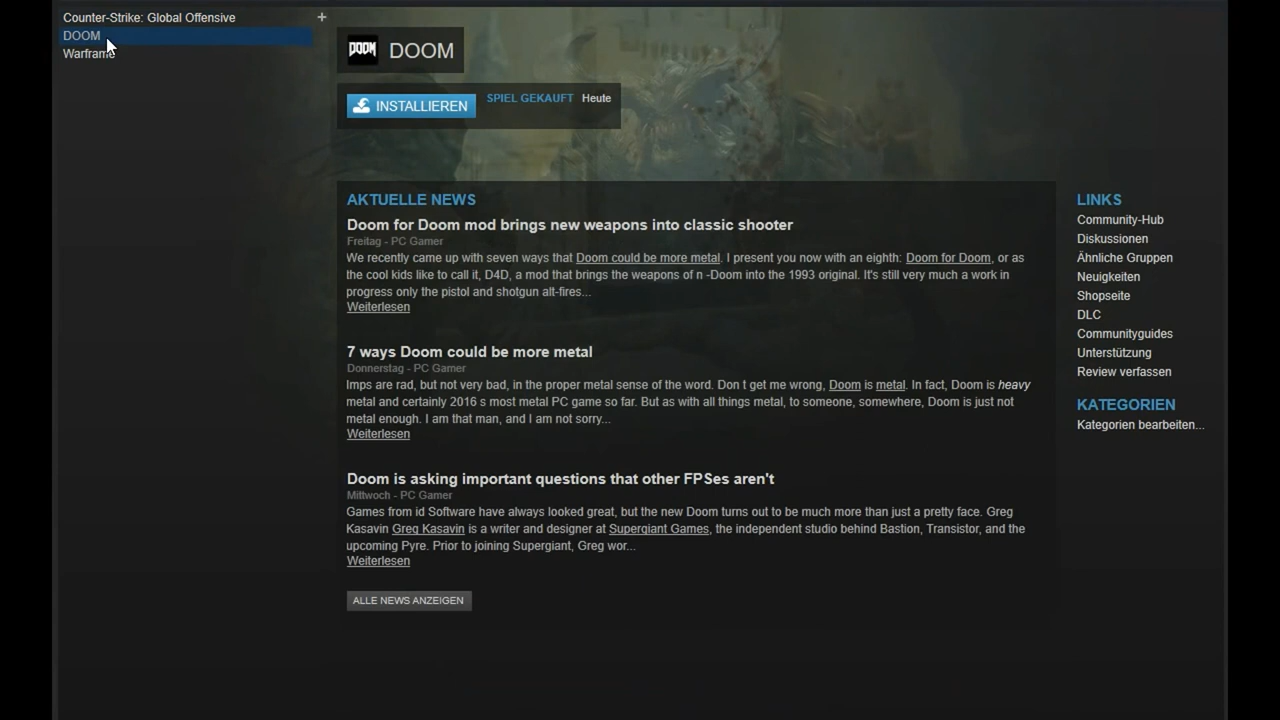 Counter-Strike: Global Offensive +
DOOM
Warframe
DOOM DOOM
INSTALLIEREN SPIEL GEKAUFT Heute
AKTUELLE NEWS
Doom for Doom mod brings new weapons into classic shooter
Freitag - PC Gamer
We recently came up with seven ways that Doom could be more metal. I present you now with an eighth: Doom for Doom, or as
the cool kids like to call it, D4D, a mod that brings the weapons of n -Doom into the 1993 original. It's still very much a work in
progress only the pistol and shotgun alt-fires...
Weiterlesen
7 ways Doom could be more metal
Donnerstag - PC Gamer
Imps are rad, but not very bad, in the proper metal sense of the word. Don t get me wrong, Doom is metal. In fact, Doom is heavy
metal and certainly 2016 s most metal PC game so far. But as with all things metal, to someone, somewhere, Doom is just not
metal enough. I am that man, and I am not sorry...
Weiterlesen
Doom is asking important questions that other FPSes aren't
Mittwoch - PC Gamer
Games from id Software have always looked great, but the new Doom turns out to be much more than just a pretty face. Greg
Kasavin Greg Kasavin is a writer and designer at Supergiant Games, the independent studio behind Bastion, Transistor, and the
upcoming Pyre. Prior to joining Supergiant, Greg wor...
Weiterlesen
ALLE NEWS ANZEIGEN
LINKS
Community-Hub
Diskussionen
Ähnliche Gruppen
Neuigkeiten
Shopseite
DLC
Communityguides
Unterstützung
Review verfassen
KATEGORIEN
Kategorien bearbeiten...